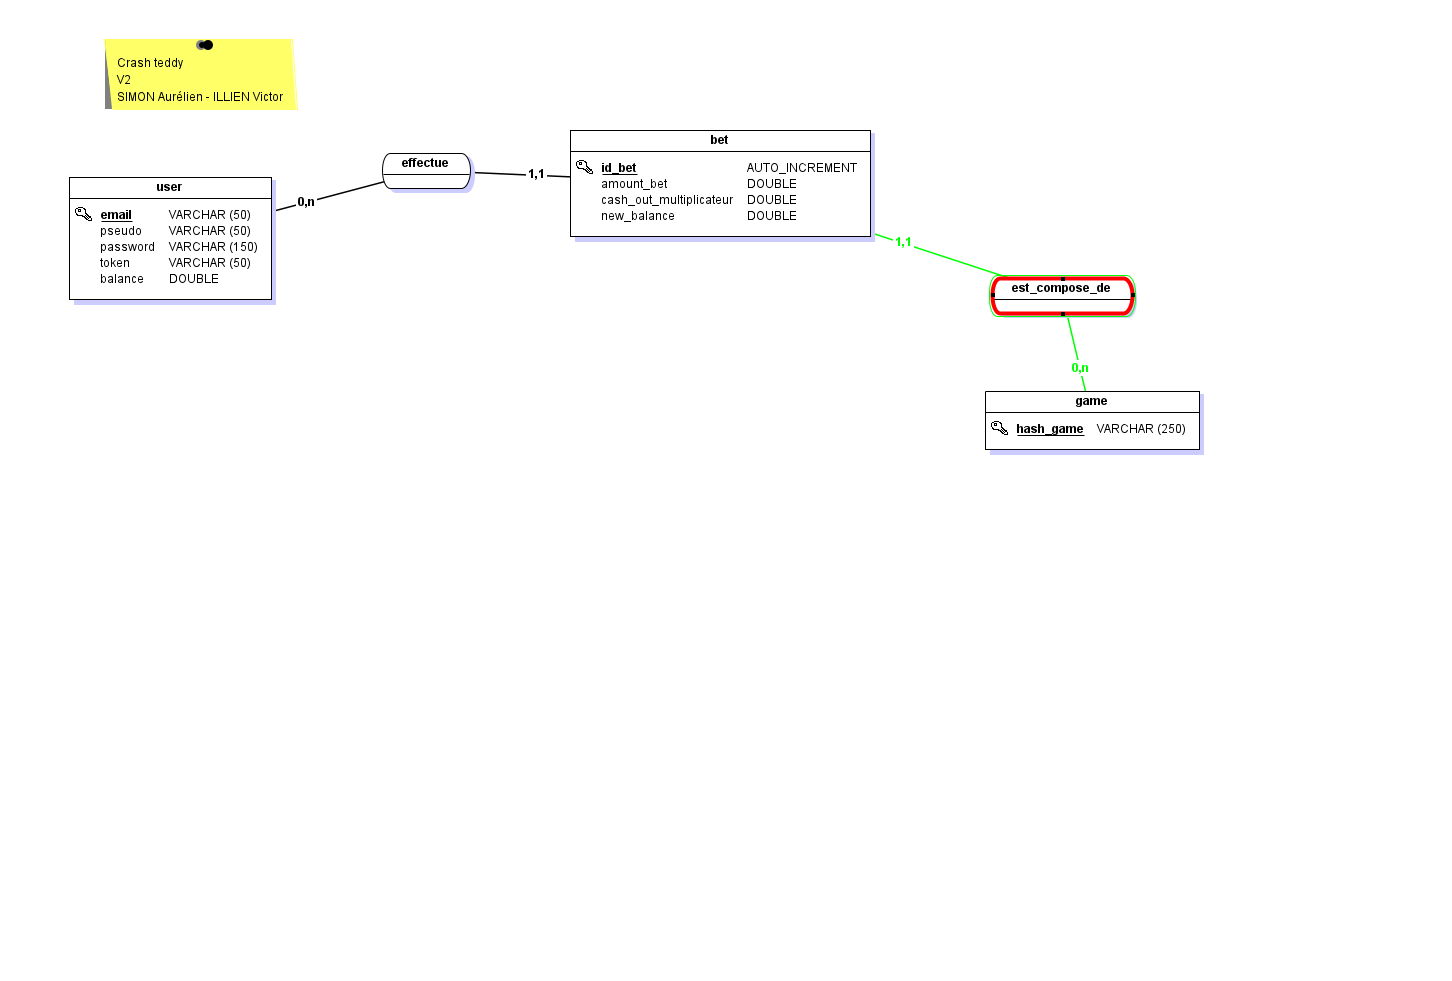 Crash teddy
V2
SIMON Aurélien - ILLIEN Victor
user
email VARCHAR (50)
pseudo VARCHAR (50)
password VARCHAR (150)
token VARCHAR (50)
balance DOUBLE
0,n
effectue
1,1
bet
id_bet AUTO_INCREMENT
amount_bet DOUBLE
cash_out_multiplicateur DOUBLE
new_balance DOUBLE
1,1
est_compose_de
0,n
game
hash_game VARCHAR (250)